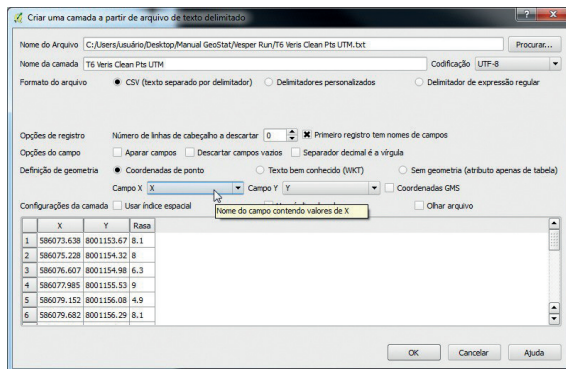 Criar uma camada a partir de arquivo de texto delimitado
Nome do Arquivo C:/Users/usuário/Desktop/Manual GeoStat/Vesper Run/T6 Veris Clean Pts UTM.txt Procurar...
Nome da camada T6 Veris Clean Pts UTM Codificação UTF-8
Formato do arquivo CSV (texto separado por delimitador) Delimitadores personalizados Delimitador de expressão regular
Opções de registro Número de linhas de cabeçalho a descartar 0 Primeiro registro tem nomes de campos
Opções do campo Aparar campos Descartar campos vazios Separador decimal é a vírgula
Definição de geometria Coordenadas de ponto Texto bem conhecido (WKT) Sem geometria (atributo apenas de tabela)
Campo X X Campo Y Y Coordenadas GMS
Configurações da camada Usar índice espacial Olhar arquivo
Nome do campo contendo valores de X
X Y Rasa
1 586073.638 8001153.67 8.1
2 586075.228 8001154.32 8
3 586076.607 8001154.98 6.3
4 586077.985 8001155.53 9
5 586079.152 8001156.08 4.9
6 586079.682 8001156.29 8.1
OK Cancelar Ajuda